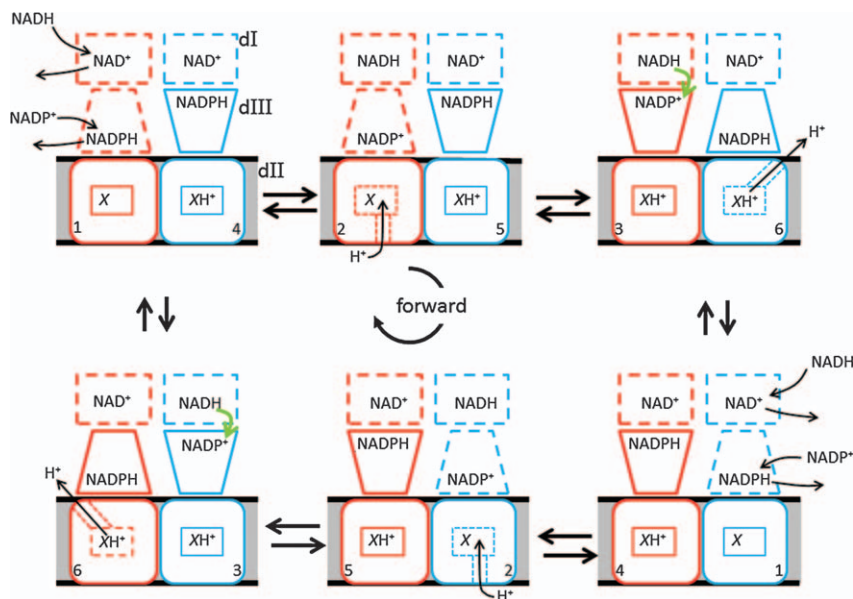 NADH
NAD⁺
dI
NAD⁺
NADP⁺
NADPH
NADPH
dIII
dII
X
XH⁺
1
4
NADH
NAD⁺
NADPH
NADP⁺
X
XH⁺
2
5
H⁺
NADH
NAD⁺
NADP⁺
NADPH
H⁺
XH⁺
XH⁺
3
6
forward
NAD⁺
NADH
NADP⁺
NADPH
H⁺
XH⁺
XH⁺
6
3
NAD⁺
NADH
NADPH
NADP⁺
XH⁺
X
5
2
H⁺
NAD⁺
NAD⁺
NADH
NADPH
NADPH
NADP⁺
XH⁺
X
4
1